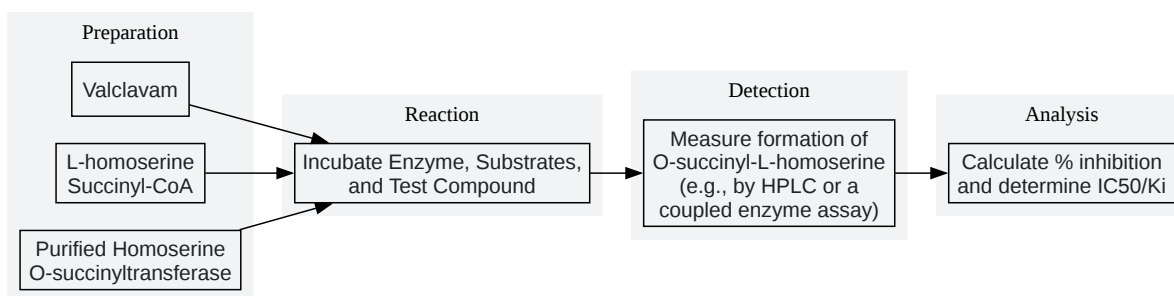 Preparation
Valclavam
L-homoserine
Succinyl-CoA
Purified Homoserine
O-succinyltransferase
Reaction
Incubate Enzyme, Substrates,
and Test Compound
Detection
Measure formation of
O-succinyl-L-homoserine
(e.g., by HPLC or a
coupled enzyme assay)
Analysis
Calculate % inhibition
and determine IC50/Ki